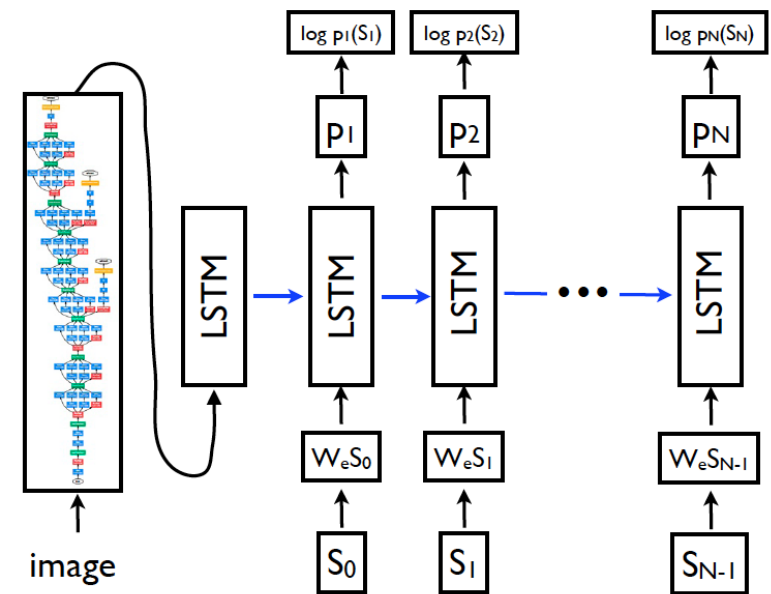 log p₁(S₁)
log p₂(S₂)
log pN(SN)
p₁
p₂
pN
LSTM
LSTM
LSTM
LSTM
WₑS₀
WₑS₁
WₑSN-1
S₀
S₁
SN-1
image